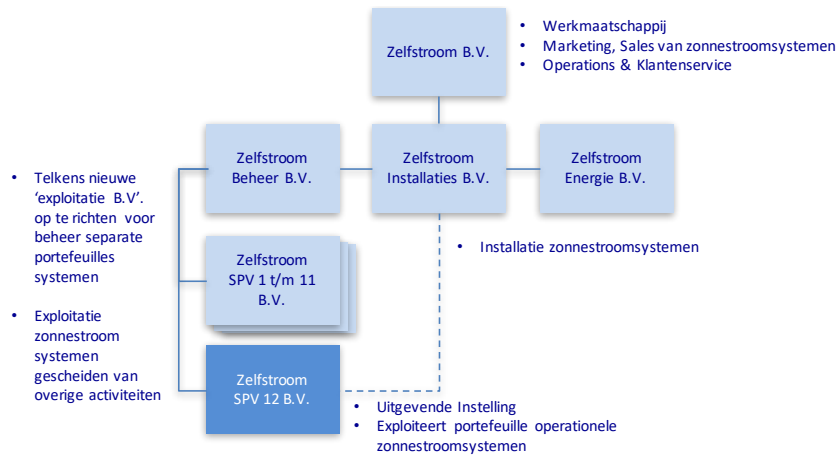 Zelfstroom B.V.
• Werkmaatschappij
• Marketing, Sales van zonnestroomsystemen
• Operations & Klantenservice
Zelfstroom
Beheer B.V.
Zelfstroom
Installaties B.V.
Zelfstroom
Energie B.V.
• Telkens nieuwe
‘exploitatie B.V’.
op te richten voor
beheer separate
portefeuilles
systemen
• Exploitatie
zonnestroom
systemen
gescheiden van
overige activiteiten
• Installatie zonnestroomsystemen
Zelfstroom
SPV 1 t/m 11
B.V.
Zelfstroom
SPV 12 B.V.
• Uitgevende Instelling
• Exploiteert portefeuille operationele
zonnestroomsystemen